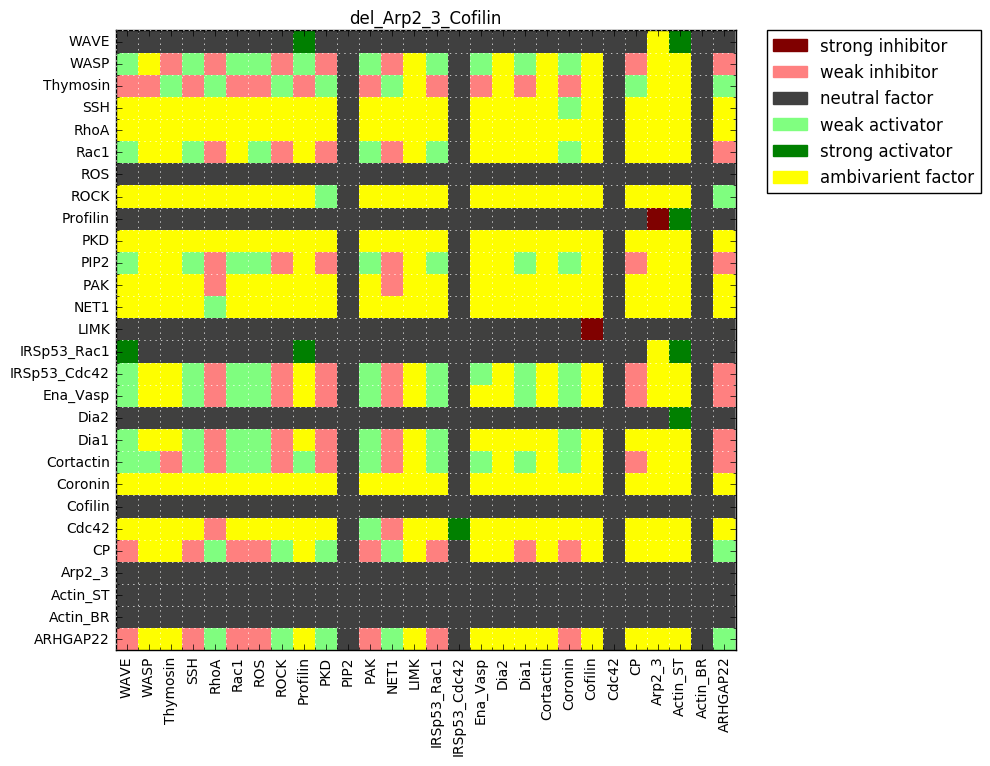 del_Arp2_3_Cofilin
WAVE
WASP
Thymosin
SSH
RhoA
Rac1
ROS
ROCK
Profilin
PKD
PIP2
PAK
NET1
LIMK
IRSp53_Rac1
IRSp53_Cdc42
Ena_Vasp
Dia2
Dia1
Cortactin
Coronin
Cofilin
Cdc42
CP
Arp2_3
Actin_ST
Actin_BR
ARHGAP22
WAVE
WASP
Thymosin
SSH
RhoA
Rac1
ROS
ROCK
Profilin
PKD
PIP2
PAK
NET1
LIMK
IRSp53_Rac1
IRSp53_Cdc42
Ena_Vasp
Dia2
Dia1
Cortactin
Coronin
Cofilin
Cdc42
CP
Arp2_3
Actin_ST
Actin_BR
ARHGAP22
strong inhibitor
weak inhibitor
neutral factor
weak activator
strong activator
ambivarient factor